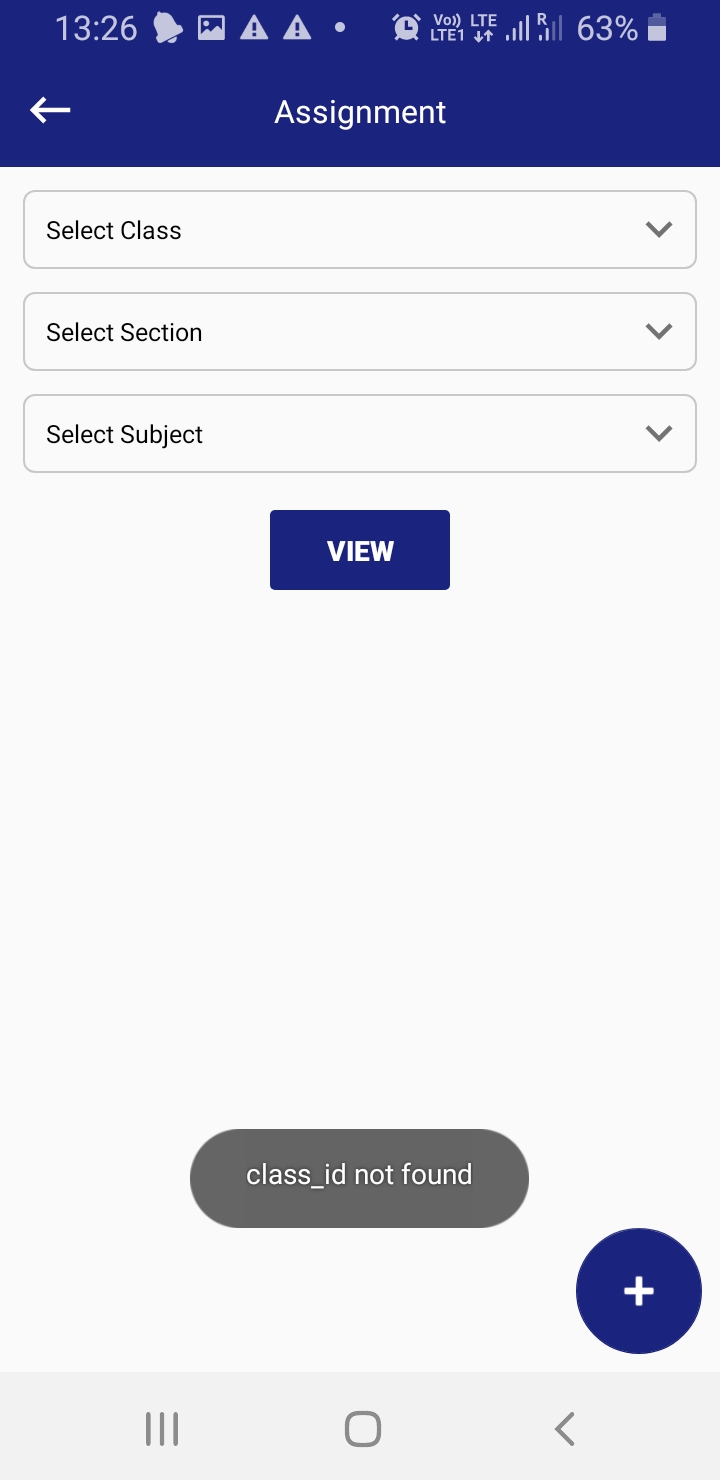 13:26 Vo)) LTE R 63%
LTE1
Assignment
Select Class
Select Section
Select Subject
VIEW
class_id not found